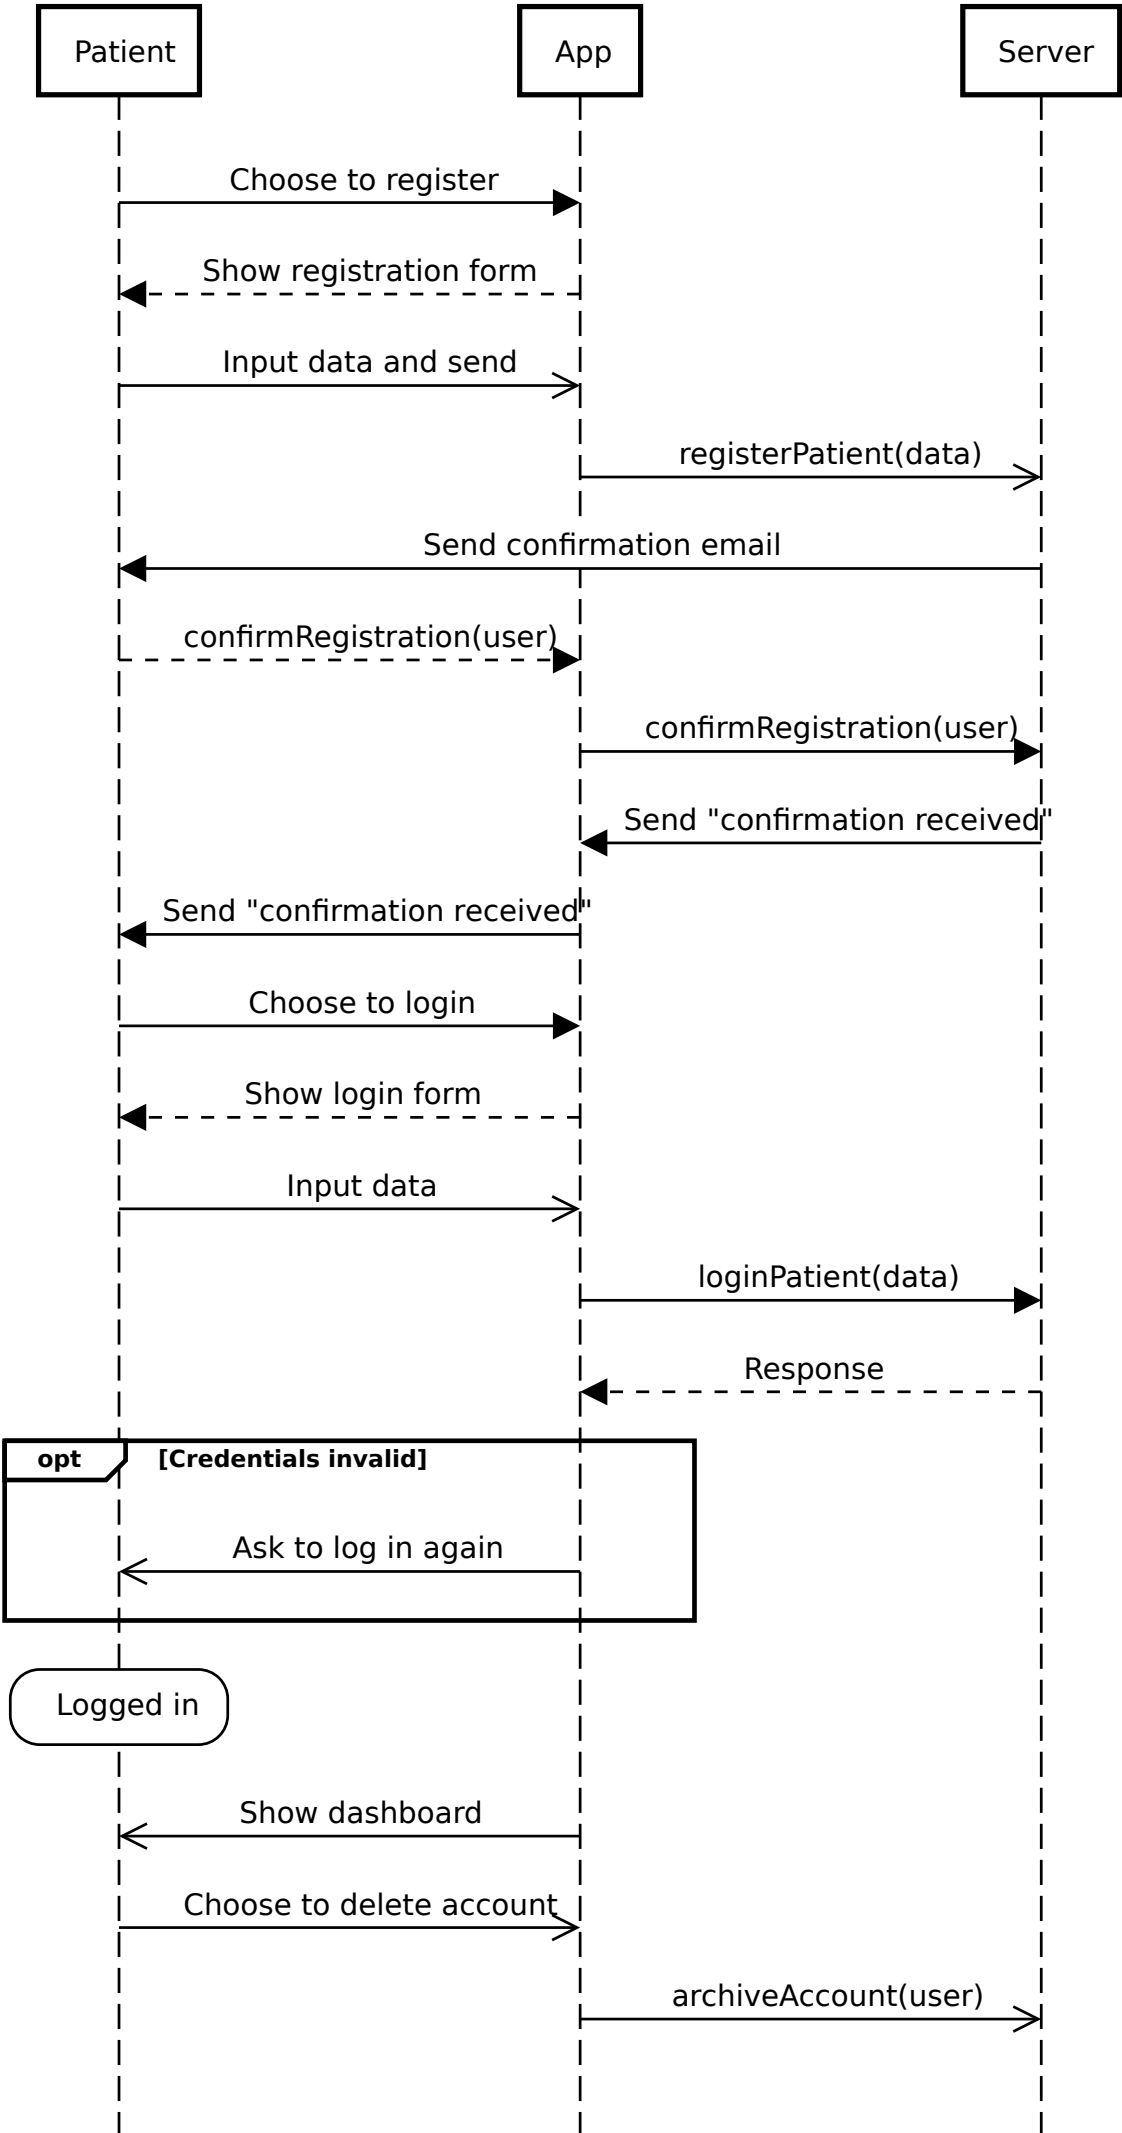 Patient
App
Server
Choose to register
Show registration form
Input data and send
registerPatient(data)
Send confirmation email
confirmRegistration(user)
confirmRegistration(user)
Send "confirmation received"
Send "confirmation received"
Choose to login
Show login form
Input data
loginPatient(data)
Response
opt
[Credentials invalid]
Ask to log in again
Logged in
Show dashboard
Choose to delete account
archiveAccount(user)